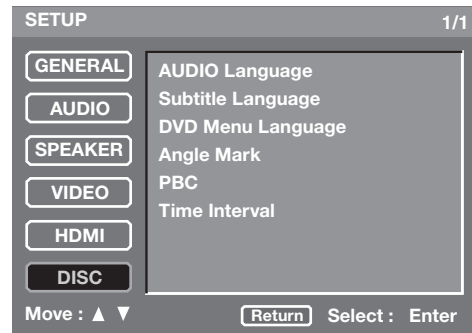 SETUP 1/1
GENERAL
AUDIO
SPEAKER
VIDEO
HDMI
DISC
AUDIO Language
Subtitle Language
DVD Menu Language
Angle Mark
PBC
Time Interval
Move : ▲ ▼ Return Select : Enter